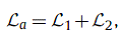 ℒₐ = ℒ₁ + ℒ₂,